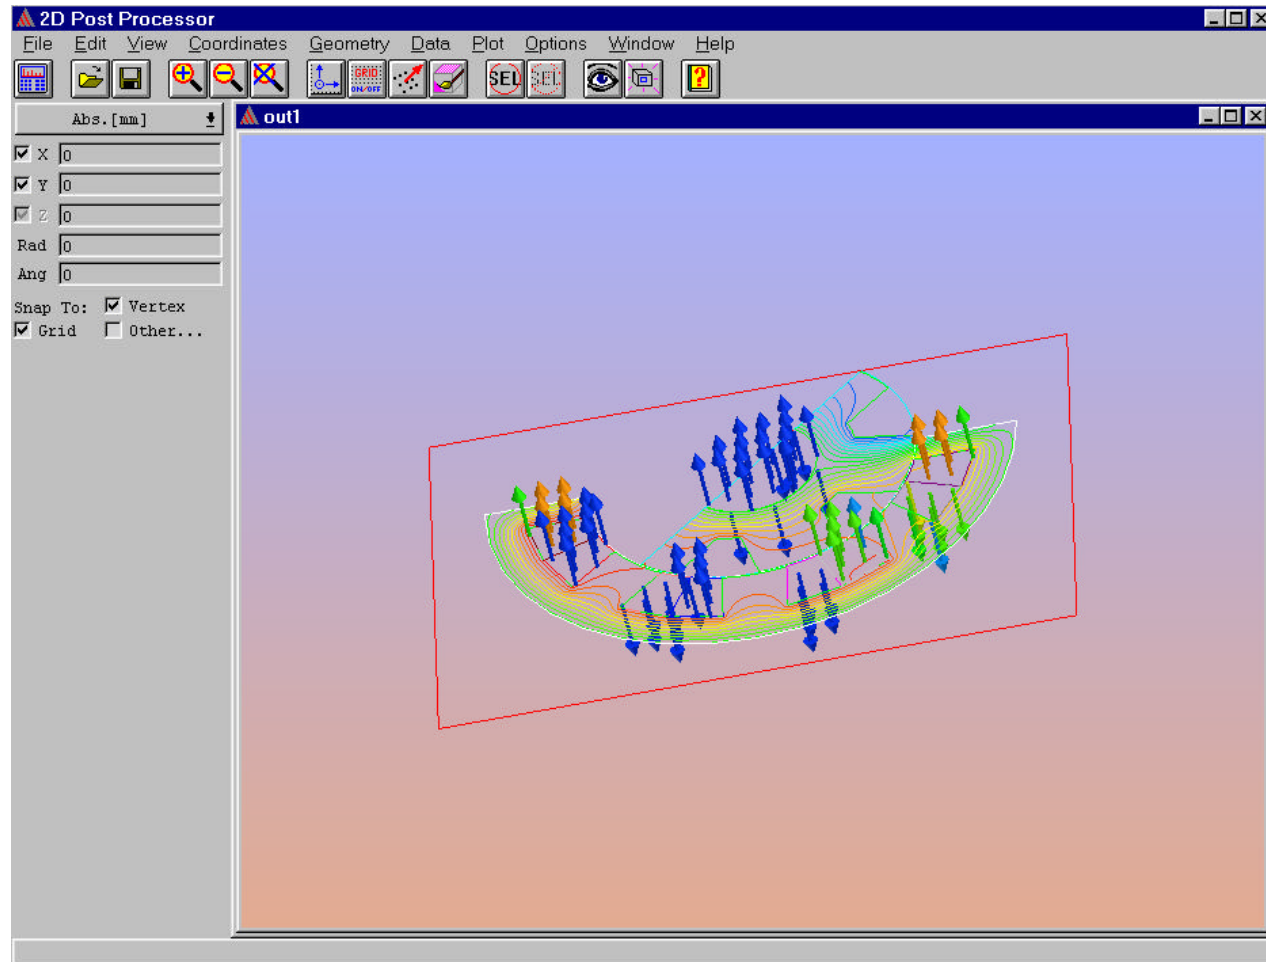 2D Post Processor
File Edit View Coordinates Geometry Data Plot Options Window Help
GRID ON/OFF SEL SEL ?
Abs.[mm]
out1
X 0
Y 0
Z 0
Rad 0
Ang 0
Snap To: Vertex
Grid Other...